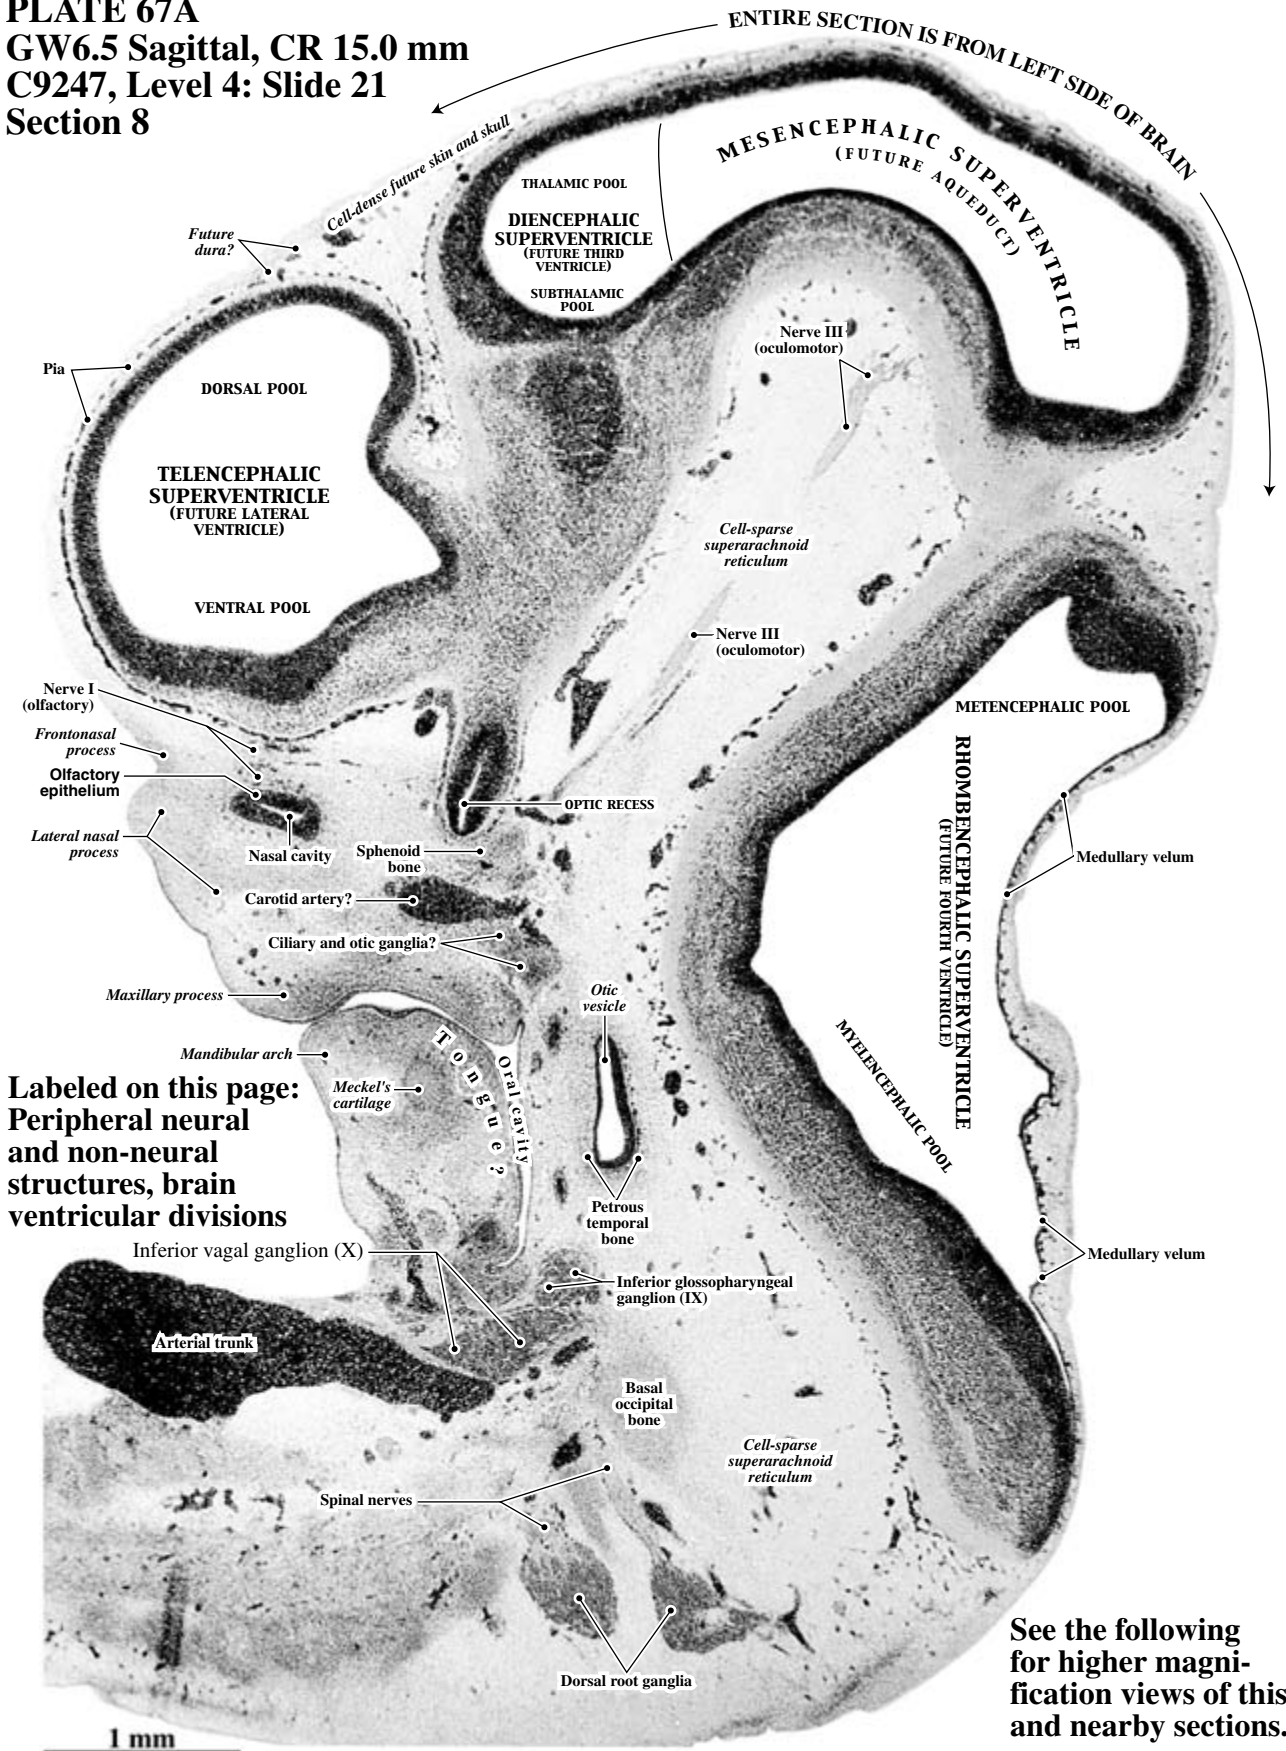 PLATE 67A
GW6.5 Sagittal, CR 15.0 mm
C9247, Level 4: Slide 21
Section 8
ENTIRE SECTION IS FROM LEFT SIDE OF BRAIN
Cell-dense future skin and skull
MESENCEPHALIC SUPERVENTRICLE
(FUTURE AQUEDUCT)
THALAMIC POOL
DIENCEPHALIC
SUPERVENTRICLE
(FUTURE THIRD
VENTRICLE)
SUBTHALAMIC
POOL
Future
dura?
Nerve III
(oculomotor)
Pia
DORSAL POOL
TELENCEPHALIC
SUPERVENTRICLE
(FUTURE LATERAL
VENTRICLE)
VENTRAL POOL
Cell-sparse
superarachnoid
reticulum
Nerve III
(oculomotor)
Nerve I
(olfactory)
Frontonasal
process
Olfactory
epithelium
Lateral nasal
process
Nasal cavity
OPTIC RECESS
Sphenoid
bone
Carotid artery?
Ciliary and otic ganglia?
Maxillary process
METENCEPHALIC POOL
RHOMBENCEPHALIC SUPERVENTRICLE
(FUTURE FOURTH VENTRICLE)
Medullary velum
MYELENCEPHALIC POOL
Otic
vesicle
Mandibular arch
Meckel's
cartilage
Tongue?
Oral cavity
Labeled on this page:
Peripheral neural
and non-neural
structures, brain
ventricular divisions
Petrous
temporal
bone
Inferior vagal ganglion (X)
Medullary velum
Inferior glossopharyngeal
ganglion (IX)
Arterial trunk
Basal
occipital
bone
Cell-sparse
superarachnoid
reticulum
Spinal nerves
Dorsal root ganglia
See the following
for higher magni-
fication views of this
and nearby sections.
1 mm